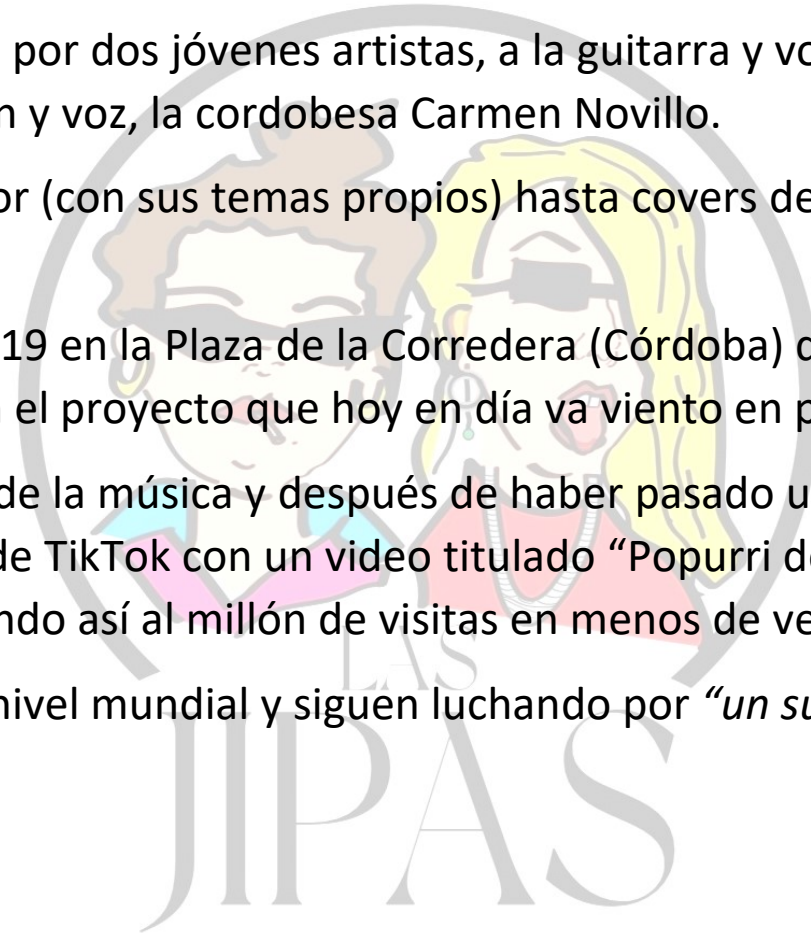 por dos jóvenes artistas, a la guitarra y vo
n y voz, la cordobesa Carmen Novillo.
or (con sus temas propios) hasta covers de
19 en la Plaza de la Corredera (Córdoba)
el proyecto que hoy en día va viento en p
de la música y después de haber pasado u
de TikTok con un video titulado “Popurri de
ndo así al millón de visitas en menos de ve
nivel mundial y siguen luchando por “un su
LAS
JIPAS